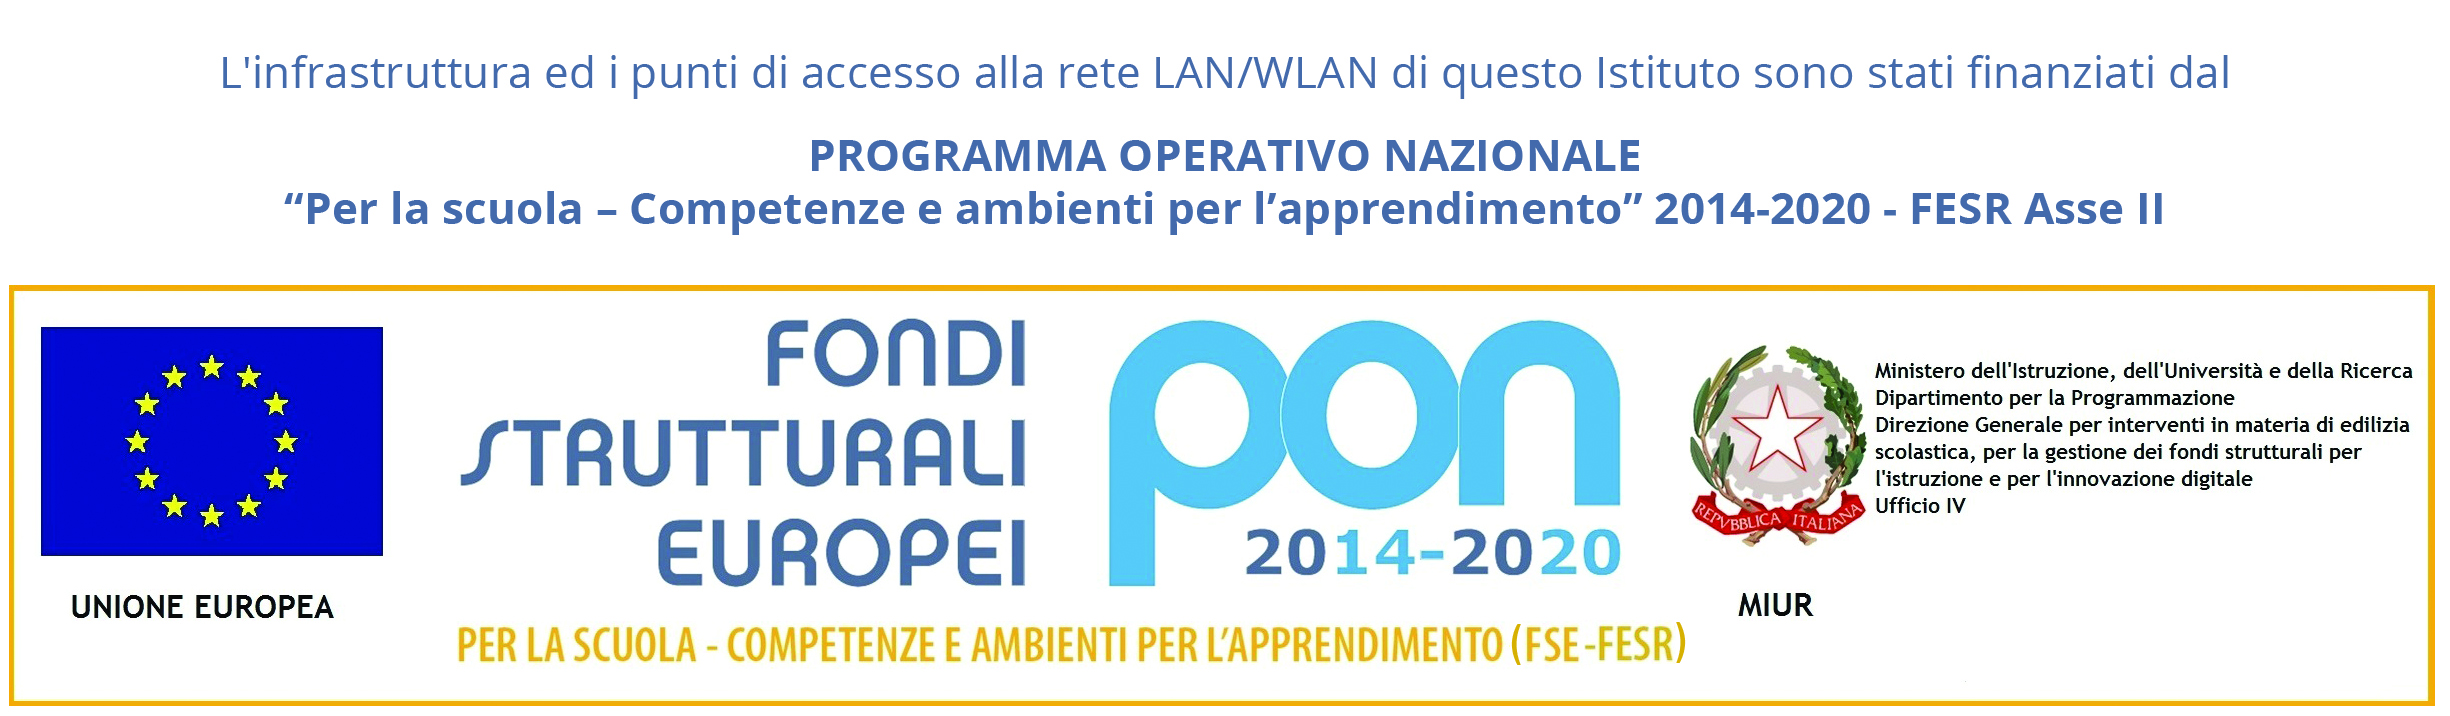 L'infrastruttura ed i punti di accesso alla rete LAN/WLAN di questo Istituto sono stati finanziati dal
PROGRAMMA OPERATIVO NAZIONALE
“Per la scuola – Competenze e ambienti per l’apprendimento” 2014-2020 - FESR Asse II
UNIONE EUROPEA
FONDI
STRUTTURALI
EUROPEI
pon
2014-2020
PER LA SCUOLA - COMPETENZE E AMBIENTI PER L’APPRENDIMENTO (FSE-FESR)
REPVBBLICA ITALIANA
MIUR
Ministero dell'Istruzione, dell'Università e della Ricerca
Dipartimento per la Programmazione
Direzione Generale per interventi in materia di edilizia
scolastica, per la gestione dei fondi strutturali per
l'istruzione e per l'innovazione digitale
Ufficio IV